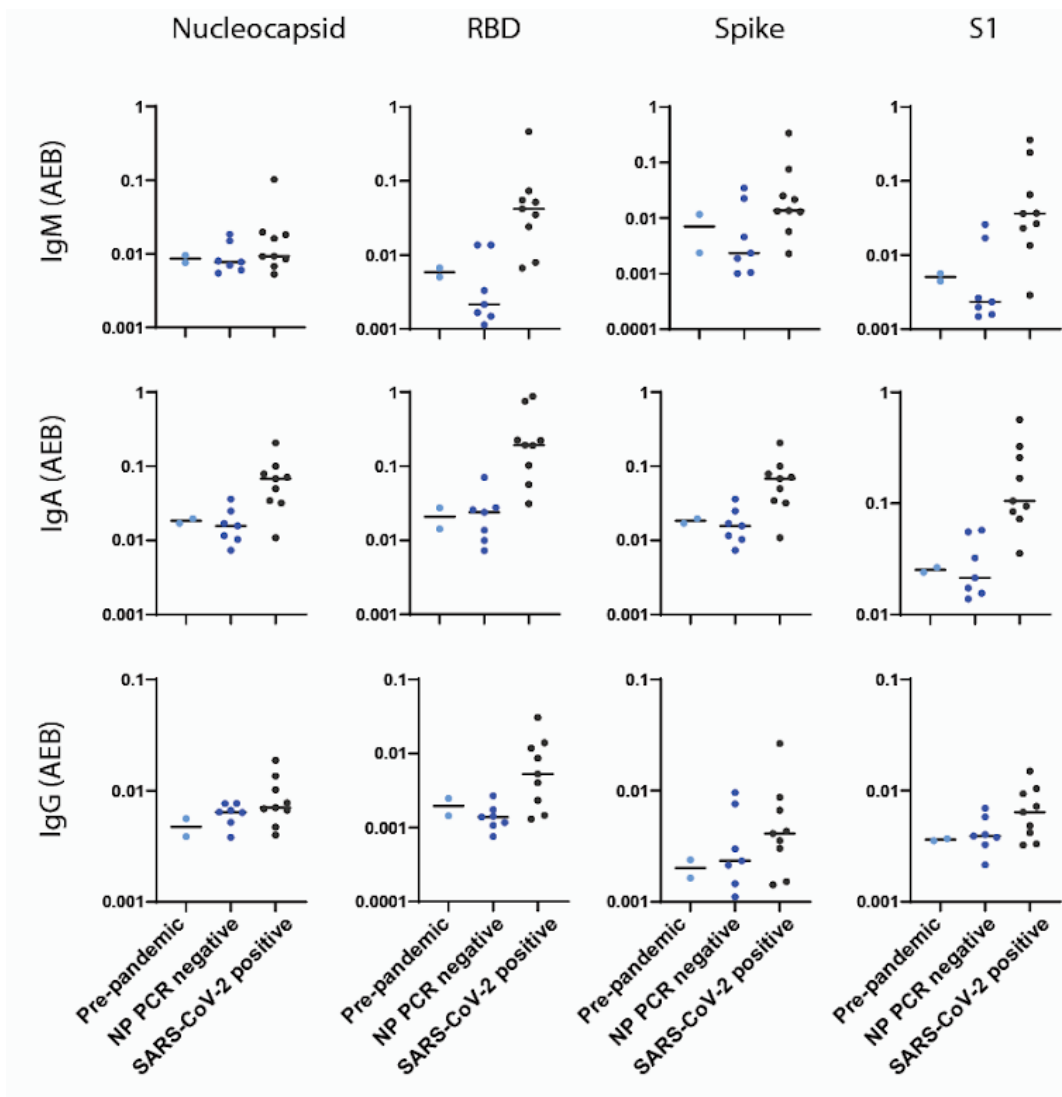 Nucleocapsid RBD Spike S1
IgM (AEB)
1 1 1 1
0.1 0.1 0.1 0.1
0.01 0.01 0.01 0.01
0.001 0.001 0.001 0.001
0.0001
IgA (AEB)
1 1 1 1
0.1 0.1 0.1 0.1
0.01 0.01 0.01 0.01
0.001 0.001 0.001
IgG (AEB)
0.1 0.1 0.1 0.1
0.01 0.01 0.01 0.01
0.001 0.001 0.001 0.001
0.0001
Pre-pandemic Pre-pandemic Pre-pandemic Pre-pandemic
NP PCR negative NP PCR negative NP PCR negative NP PCR negative
SARS-CoV-2 positive SARS-CoV-2 positive SARS-CoV-2 positive SARS-CoV-2 positive